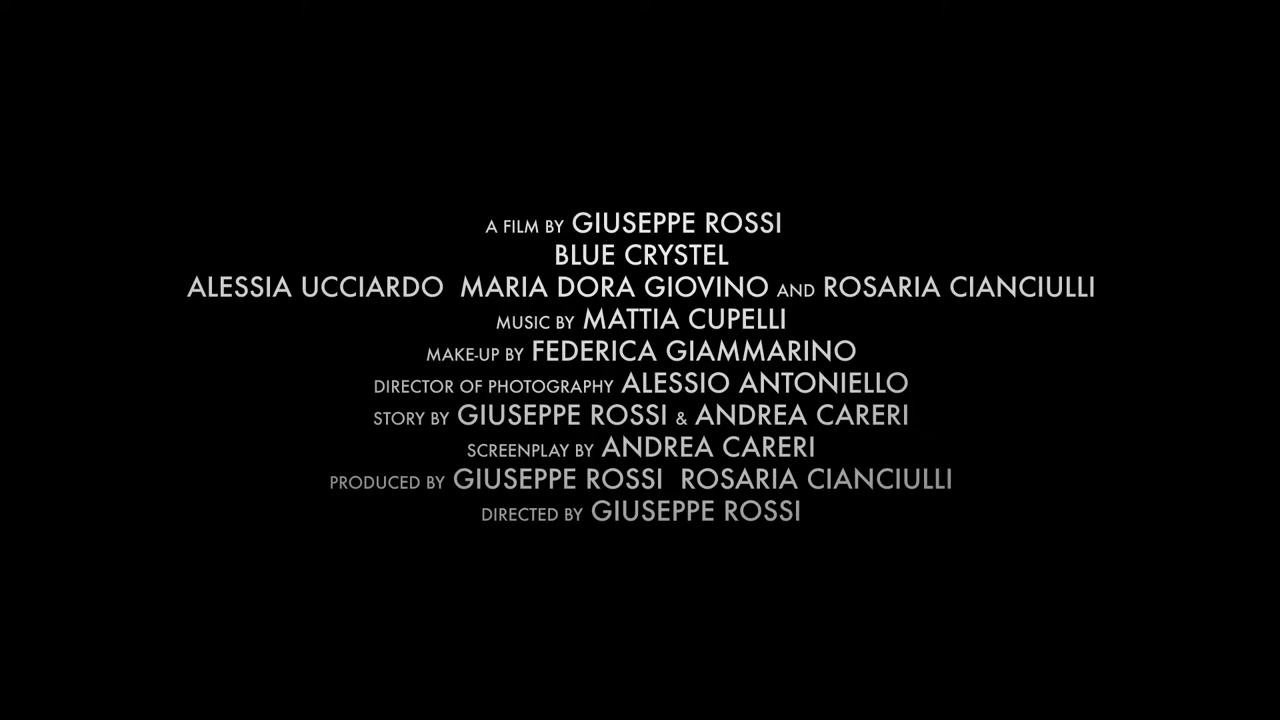 A FILM BY GIUSEPPE ROSSI
BLUE CRYSTEL
ALESSIA UCCIARDO MARIA DORA GIOVINO AND ROSARIA CIANCIULLI
MUSIC BY MATTIA CUPELLI
MAKE-UP BY FEDERICA GIAMMARINO
DIRECTOR OF PHOTOGRAPHY ALESSIO ANTONIELLO
STORY BY GIUSEPPE ROSSI & ANDREA CARERI
SCREENPLAY BY ANDREA CARERI
PRODUCED BY GIUSEPPE ROSSI ROSARIA CIANCIULLI
DIRECTED BY GIUSEPPE ROSSI